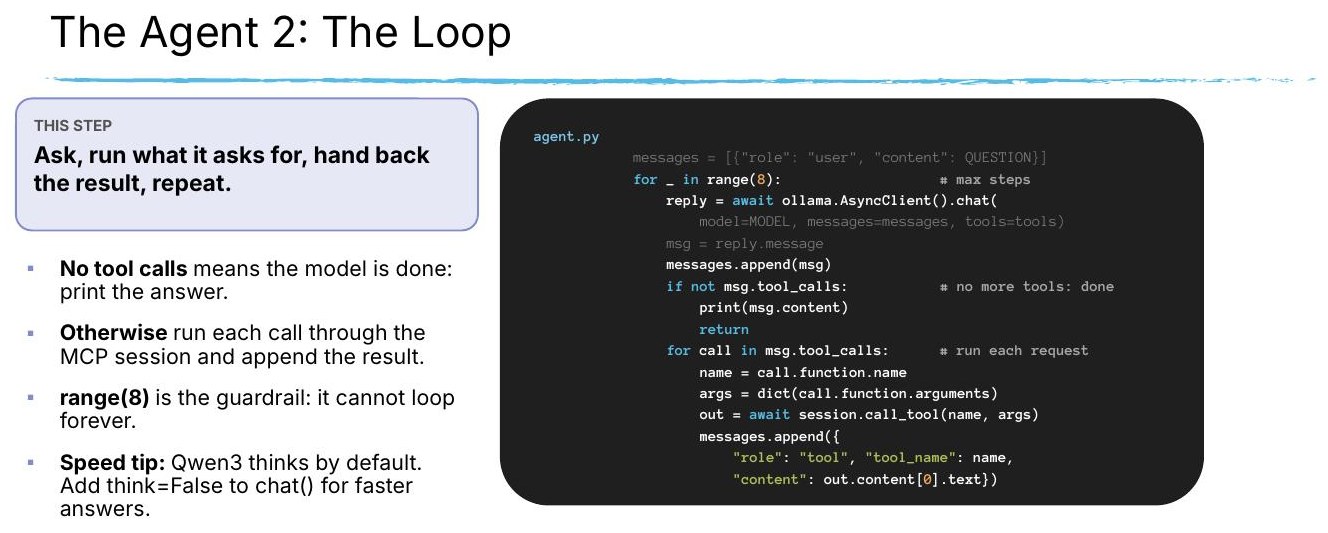 The Agent 2: The Loop
THIS STEP
Ask, run what it asks for, hand back
the result, repeat.
▪ No tool calls means the model is done:
print the answer.
▪ Otherwise run each call through the
MCP session and append the result.
▪ range(8) is the guardrail: it cannot loop
forever.
▪ Speed tip: Qwen3 thinks by default.
Add think=False to chat() for faster
answers.
agent.py
            messages = [{"role": "user", "content": QUESTION}]
            for _ in range(8):                   # max steps
                reply = await ollama.AsyncClient().chat(
                    model=MODEL, messages=messages, tools=tools)
                msg = reply.message
                messages.append(msg)
                if not msg.tool_calls:           # no more tools: done
                    print(msg.content)
                    return
                for call in msg.tool_calls:      # run each request
                    name = call.function.name
                    args = dict(call.function.arguments)
                    out = await session.call_tool(name, args)
                    messages.append({
                        "role": "tool", "tool_name": name,
                        "content": out.content[0].text})